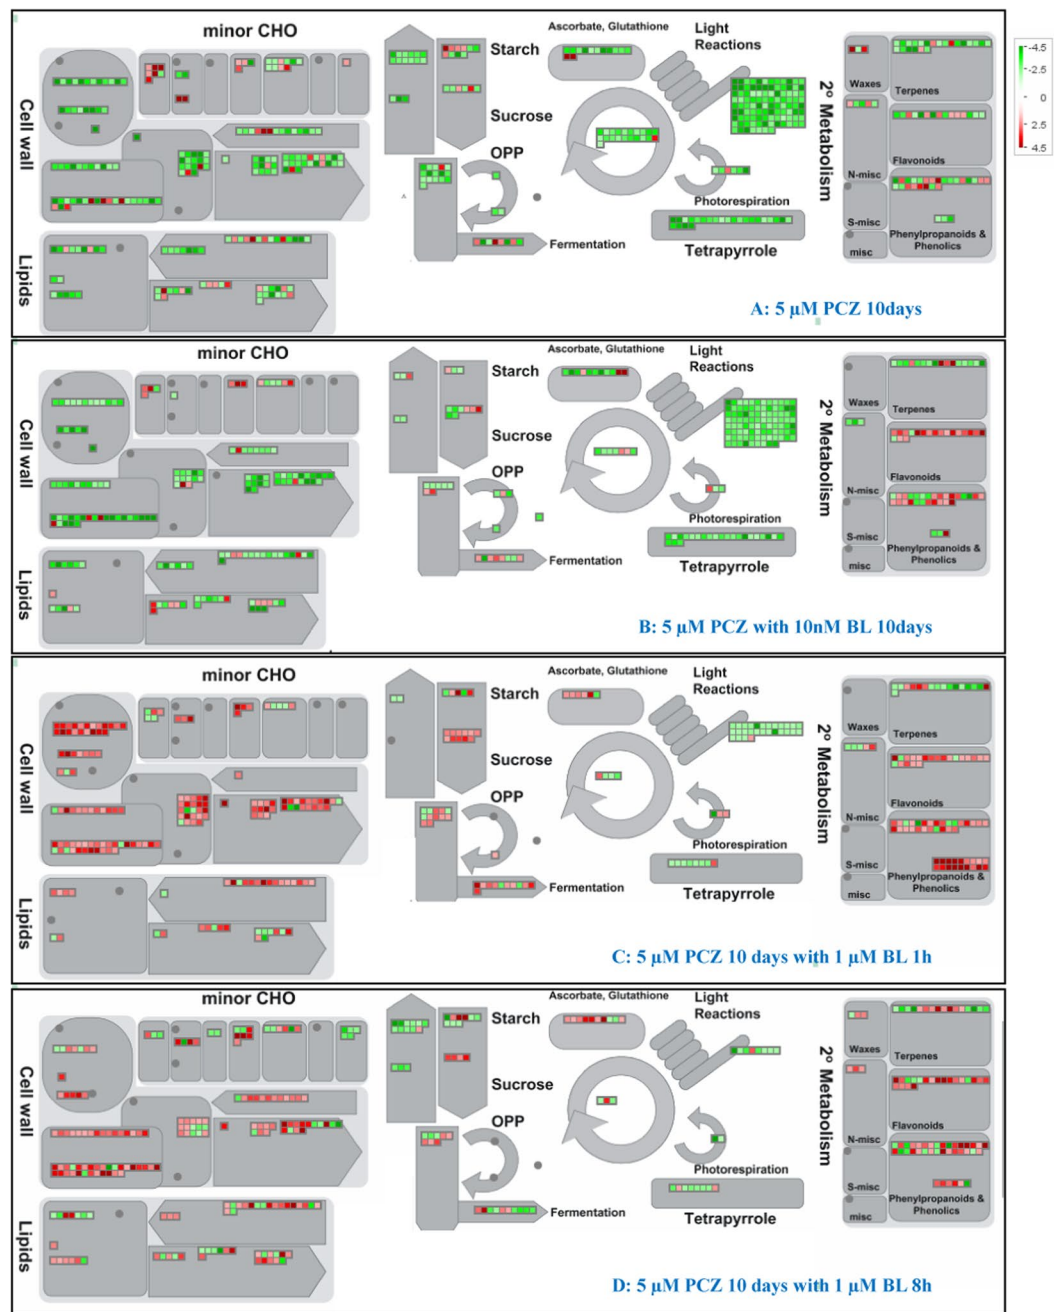 minor CHO
Cell wall
Lipids
Starch
Sucrose
OPP
Fermentation
Ascorbate, Glutathione
Light
Reactions
Photorespiration
Tetrapyrrole
2º Metabolism
Waxes
Terpenes
Flavonoids
N-misc
S-misc
Phenylpropanoids &
Phenolics
misc
-4.5
-2.5
0
2.5
4.5
A: 5 µM PCZ 10days
minor CHO
Cell wall
Lipids
Starch
Sucrose
OPP
Fermentation
Ascorbate, Glutathione
Light
Reactions
Photorespiration
Tetrapyrrole
2º Metabolism
Waxes
Terpenes
Flavonoids
N-misc
S-misc
Phenylpropanoids &
Phenolics
misc
B: 5 µM PCZ with 10nM BL 10days
minor CHO
Cell wall
Lipids
Starch
Sucrose
OPP
Fermentation
Ascorbate, Glutathione
Light
Reactions
Photorespiration
Tetrapyrrole
2º Metabolism
Waxes
Terpenes
Flavonoids
N-misc
S-misc
Phenylpropanoids &
Phenolics
misc
C: 5 µM PCZ 10 days with 1 µM BL 1h
minor CHO
Cell wall
Lipids
Starch
Sucrose
OPP
Fermentation
Ascorbate, Glutathione
Light
Reactions
Photorespiration
Tetrapyrrole
2º Metabolism
Waxes
Terpenes
Flavonoids
N-misc
S-misc
Phenylpropanoids &
Phenolics
misc
D: 5 µM PCZ 10 days with 1 µM BL 8h